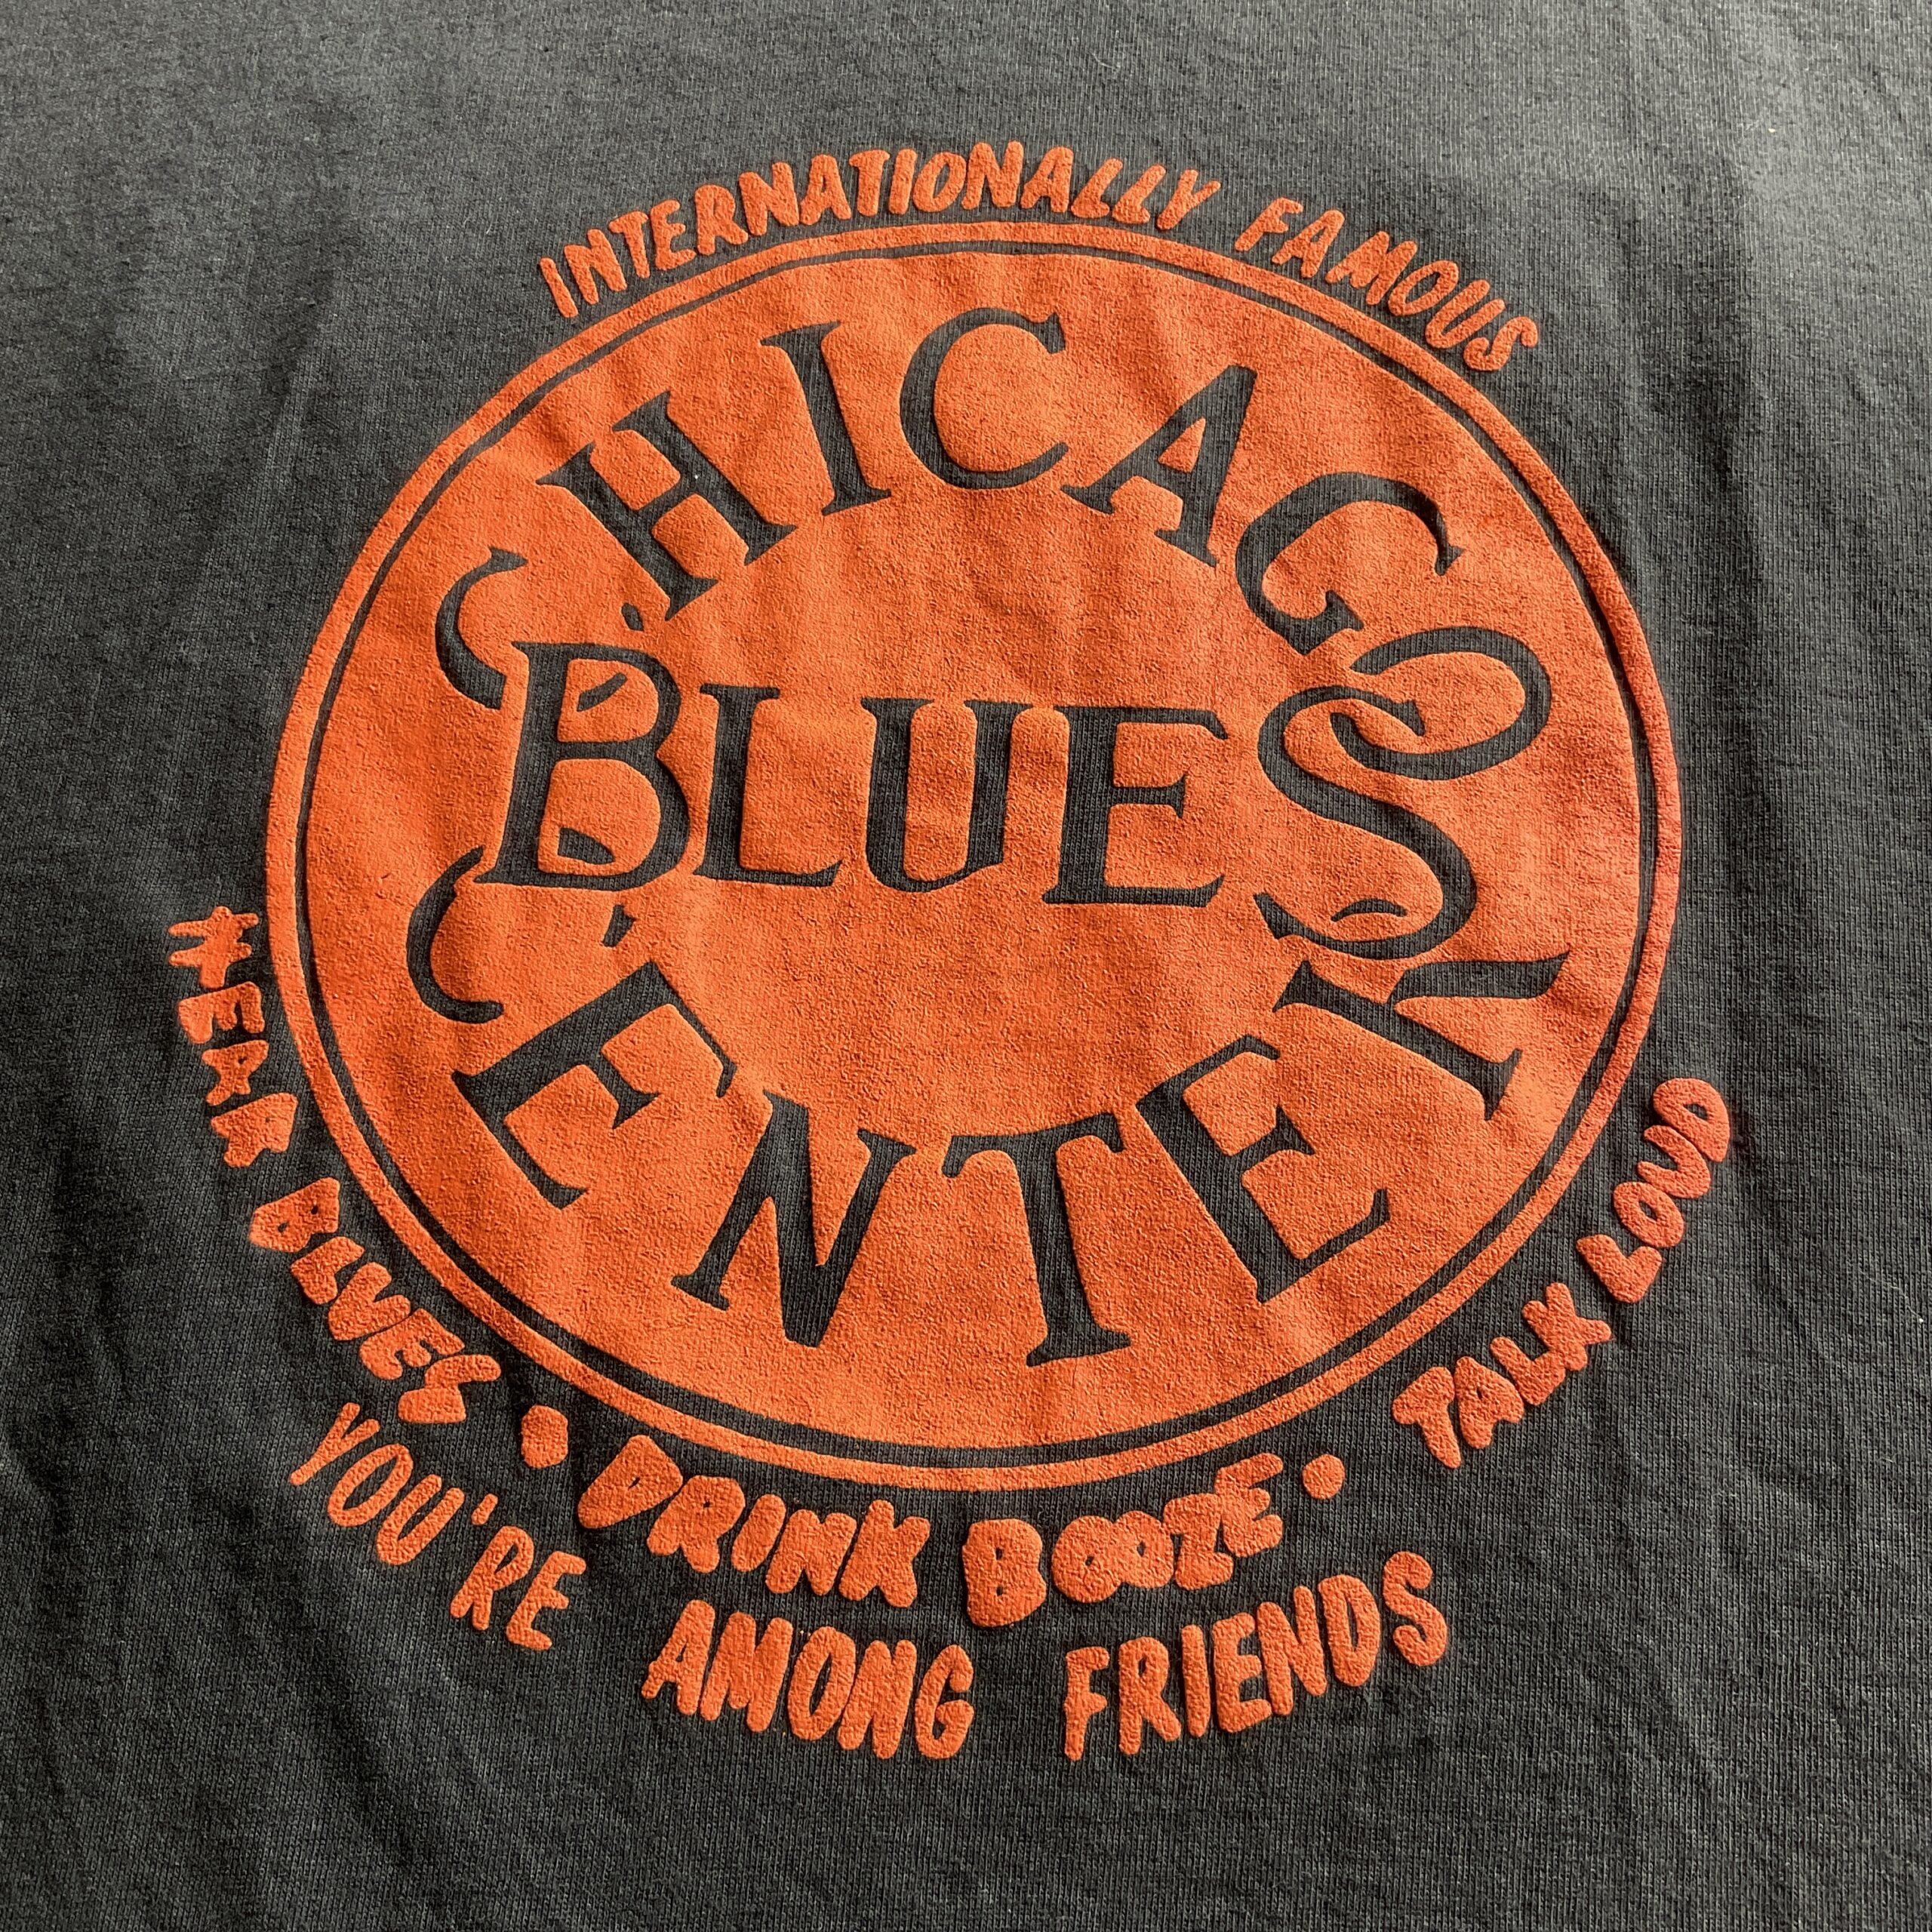 INTERNATIONALLY FAMOUS
CHICAGO
BLUES
CENTER
HEAR BLUES • DRINK BOOZE • TALK LOUD
YOU'RE AMONG FRIENDS